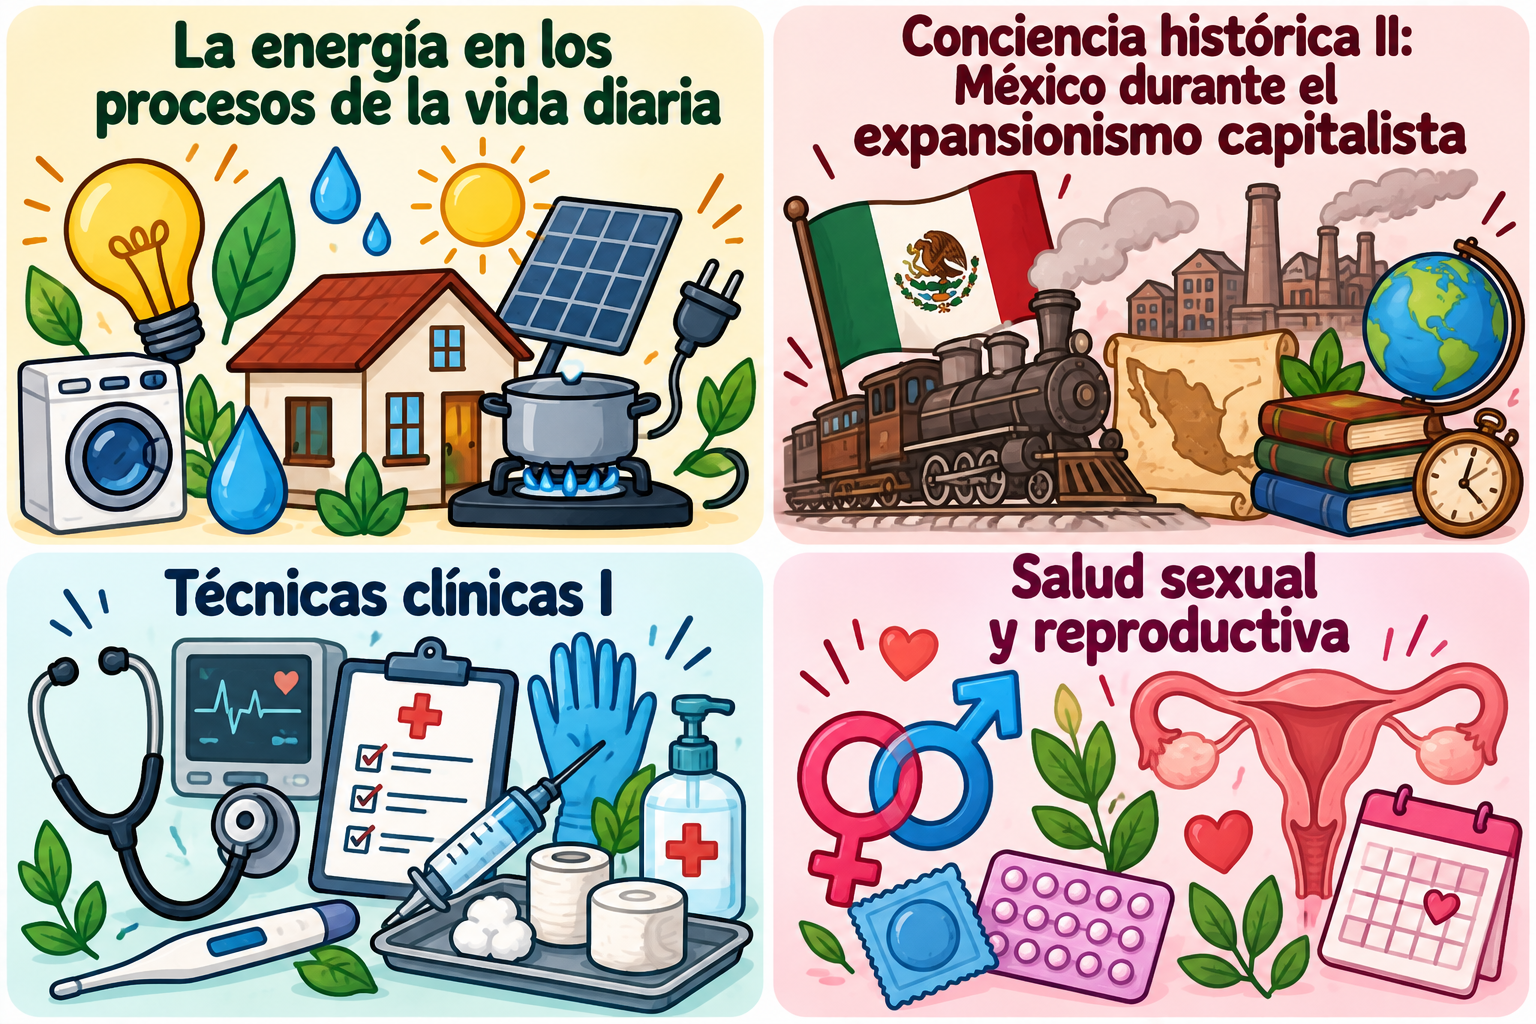 La energía en los
procesos de la vida diaria
Conciencia histórica II:
México durante el
expansionismo capitalista
Técnicas clínicas I
Salud sexual
y reproductiva